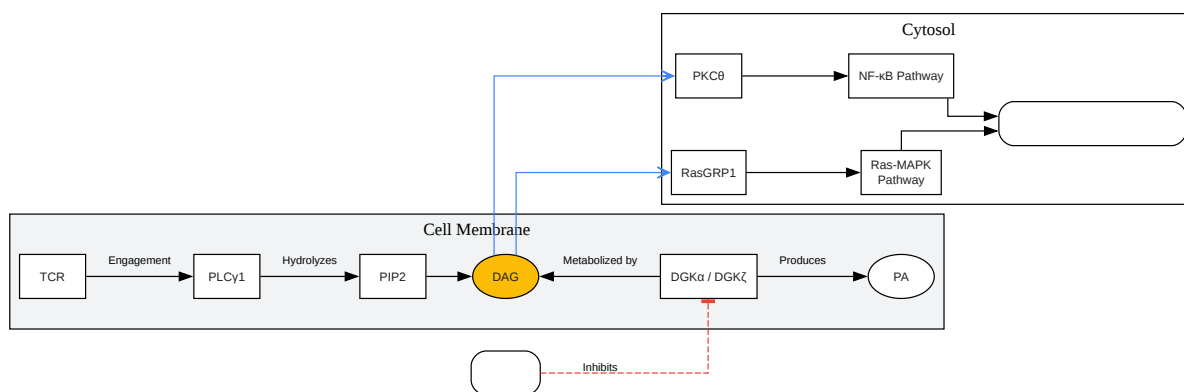 Cytosol
PKCθ
NF-κB Pathway
RasGRP1
Ras-MAPK
Pathway
Cell Membrane
TCR
Engagement
PLCγ1
Hydrolyzes
PIP2
DAG
Metabolized by
DGKα / DGKζ
Produces
PA
Inhibits